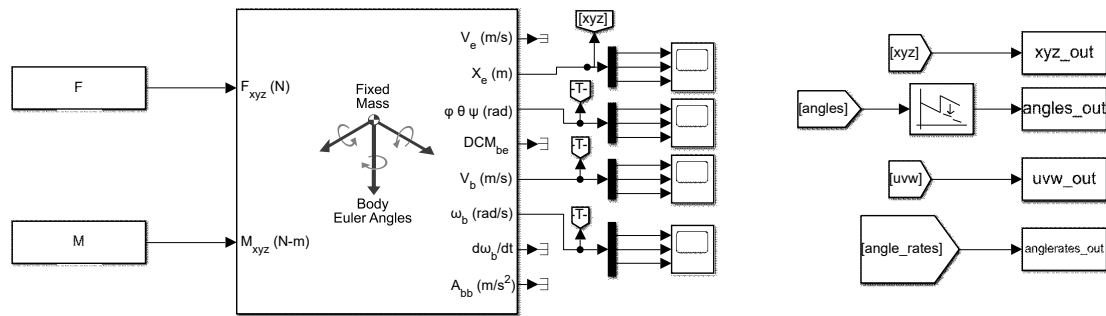 F
M
F_xyz (N)
M_xyz (N-m)
Fixed
Mass
Body
Euler Angles
V_e (m/s)
X_e (m)
φ θ ψ (rad)
DCM_be
V_b (m/s)
ω_b (rad/s)
dω_b/dt
A_bb (m/s²)
[xyz]
-T-
-T-
-T-
[xyz]
xyz_out
[angles]
angles_out
[uvw]
uvw_out
[angle_rates]
anglerates_out